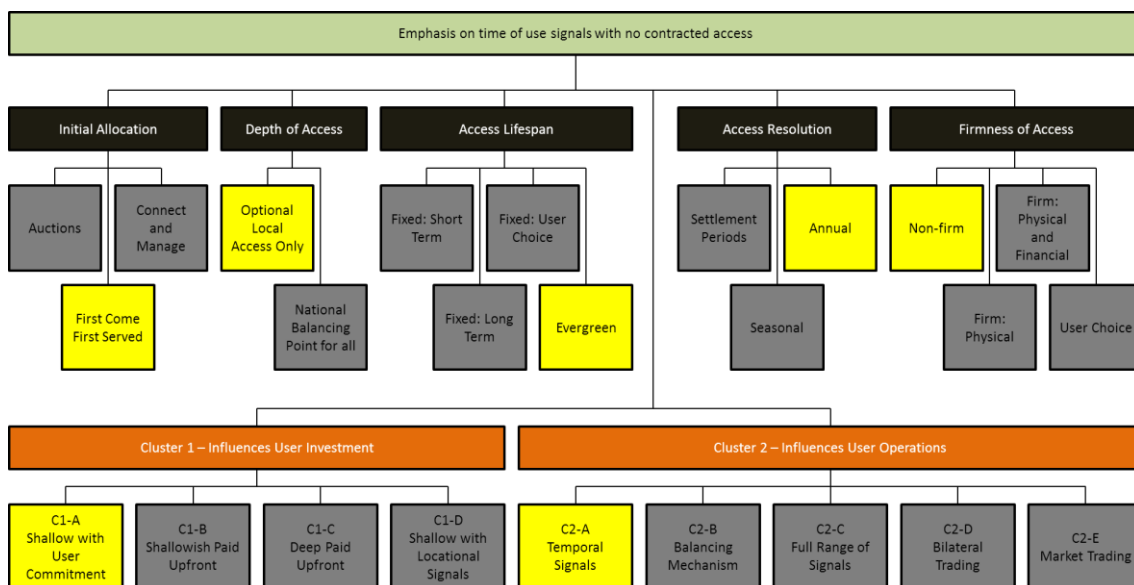 Emphasis on time of use signals with no contracted access
Initial Allocation
Depth of Access
Access Lifespan
Access Resolution
Firmness of Access
Auctions
Connect
and
Manage
First Come
First Served
Optional
Local
Access Only
National
Balancing
Point for all
Fixed: Short
Term
Fixed: User
Choice
Fixed: Long
Term
Evergreen
Settlement
Periods
Annual
Seasonal
Non-firm
Firm:
Physical
and
Financial
Firm:
Physical
User Choice
Cluster 1 – Influences User Investment
Cluster 2 – Influences User Operations
C1-A
Shallow with
User
Commitment
C1-B
Shallowish Paid
Upfront
C1-C
Deep Paid
Upfront
C1-D
Shallow with
Locational
Signals
C2-A
Temporal
Signals
C2-B
Balancing
Mechanism
C2-C
Full Range of
Signals
C2-D
Bilateral
Trading
C2-E
Market Trading